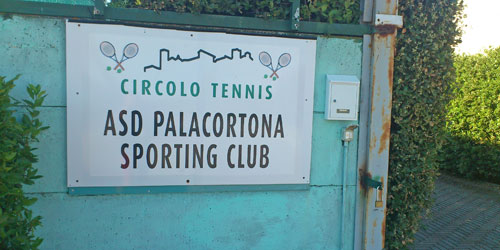 CIRCOLO TENNIS
ASD PALACORTONA
SPORTING CLUB